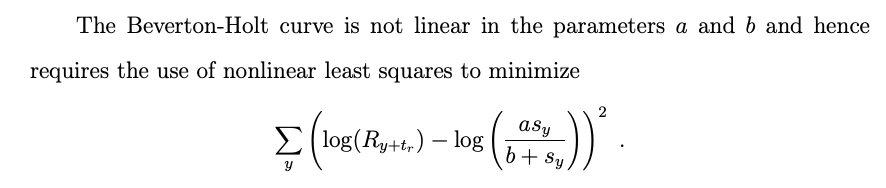 The Beverton-Holt curve is not linear in the parameters a and b and hence
requires the use of nonlinear least squares to minimize
\sum_{y} \left( \log(R_{y+t_r}) - \log \left( \frac{as_y}{b + s_y} \right) \right)^2 .